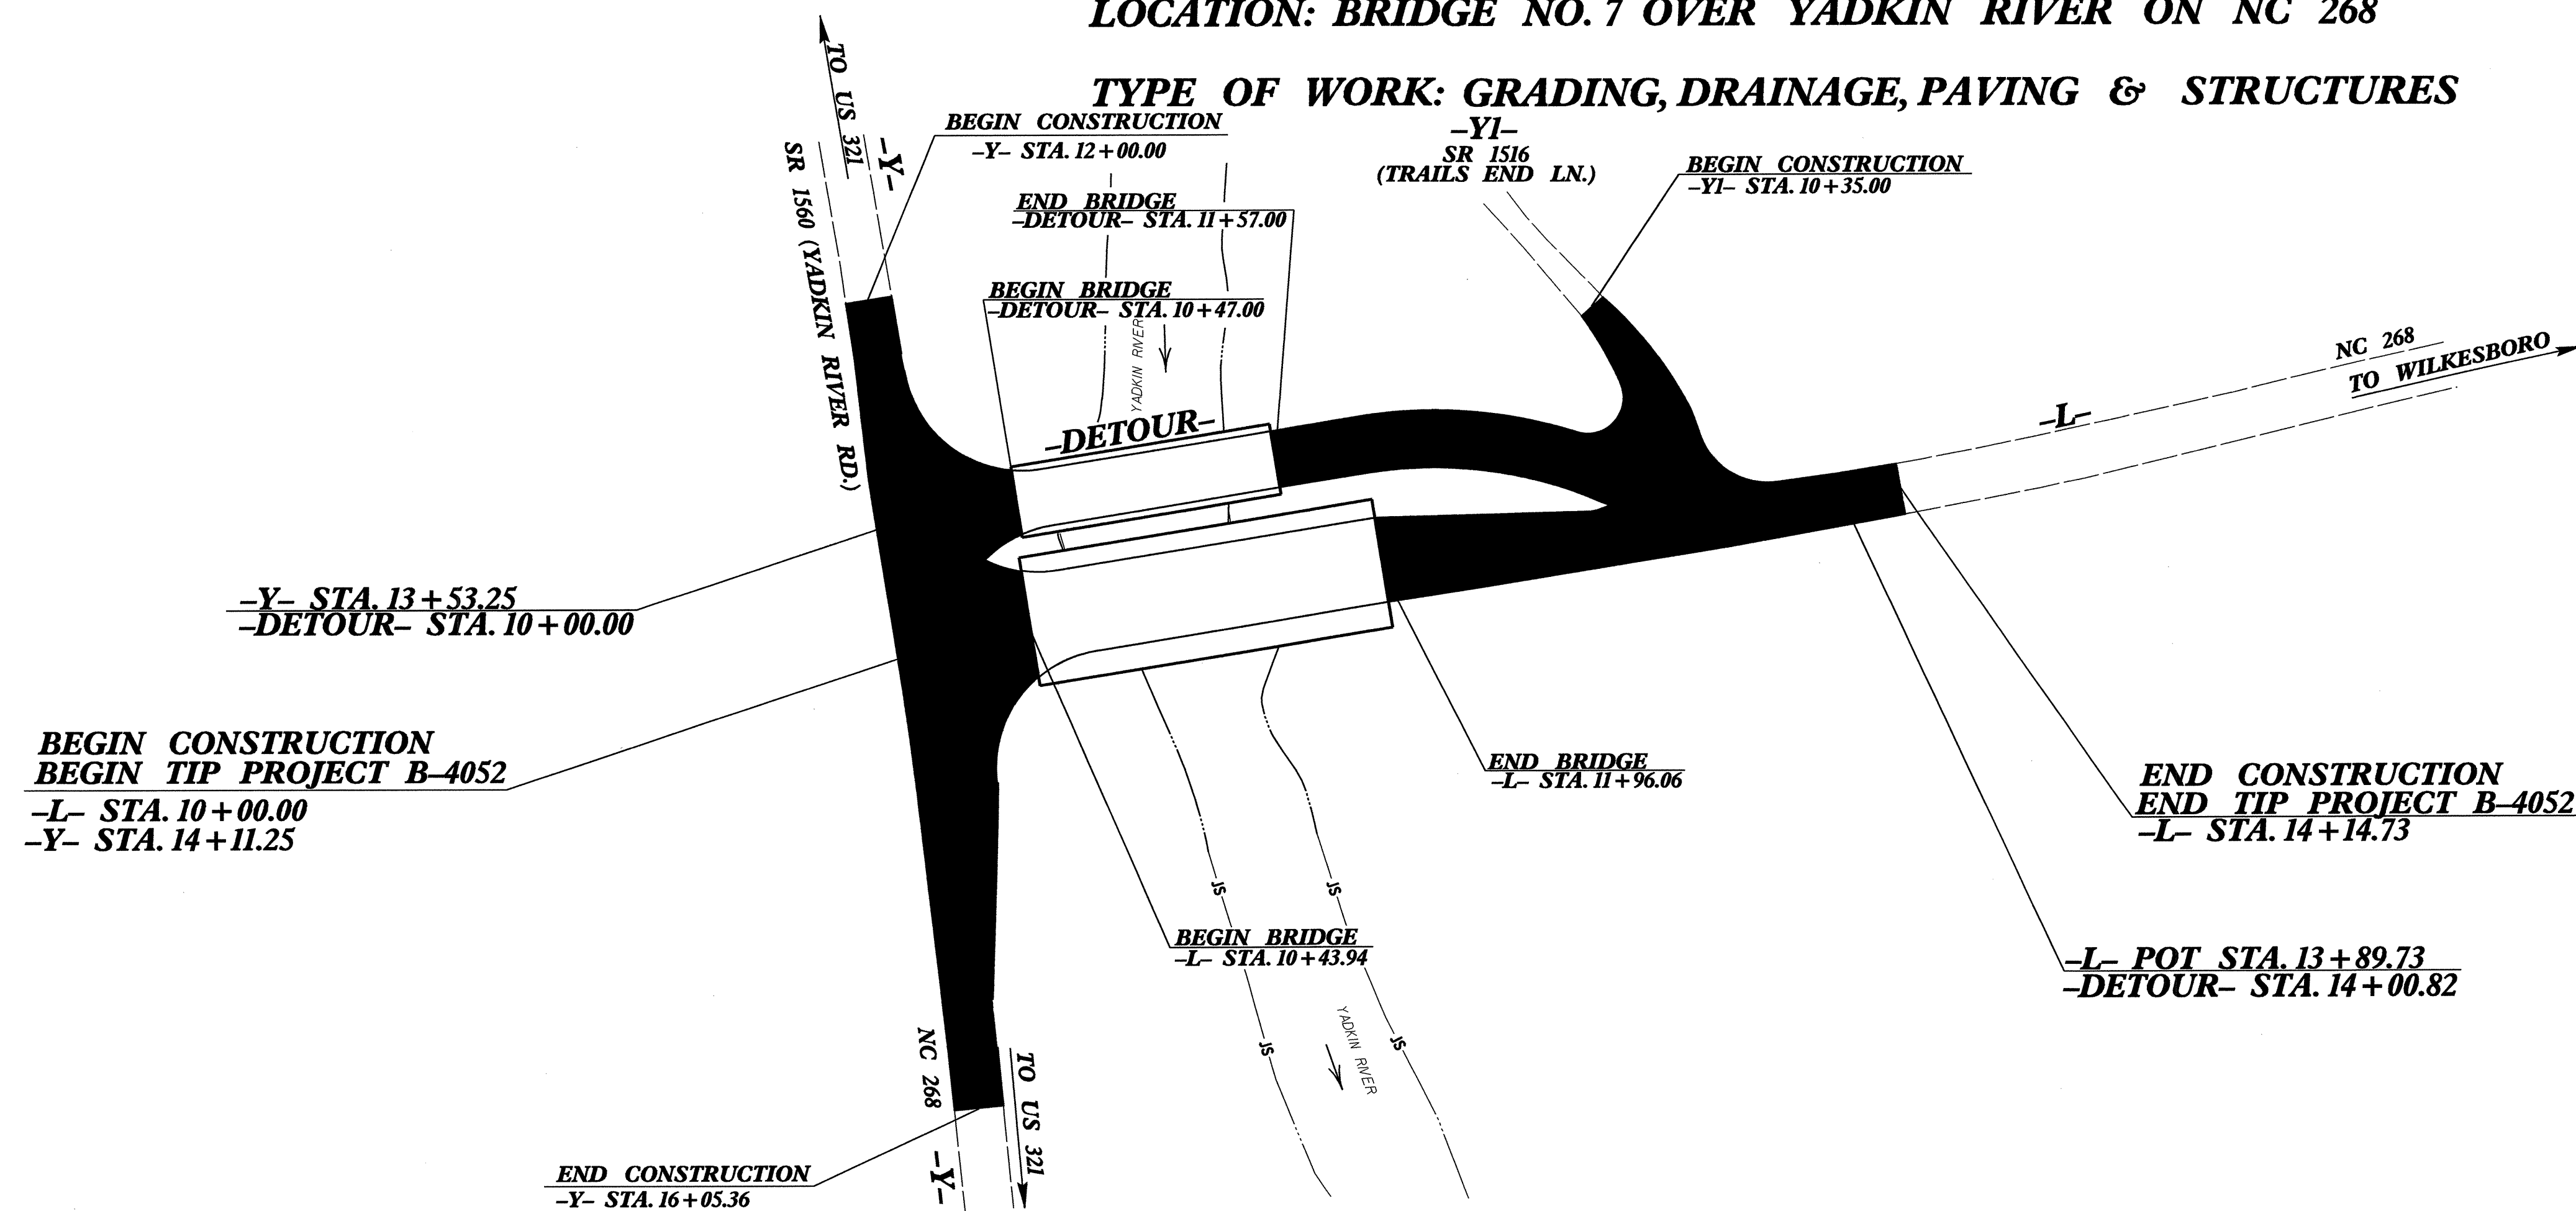 LOCATION: BRIDGE NO. 7 OVER YADKIN RIVER ON NC 268
TYPE OF WORK: GRADING, DRAINAGE, PAVING & STRUCTURES
TO US 321
–Y–
SR 1560 (YADKIN RIVER RD.)
BEGIN CONSTRUCTION
–Y– STA. 12+00.00
END BRIDGE
–DETOUR– STA. 11+57.00
BEGIN BRIDGE
–DETOUR– STA. 10+47.00
YADKIN RIVER
–DETOUR–
–Y1–
SR 1516
(TRAILS END LN.)
BEGIN CONSTRUCTION
–Y1– STA. 10+35.00
NC 268
TO WILKESBORO
–L–
–Y– STA. 13+53.25
–DETOUR– STA. 10+00.00
BEGIN CONSTRUCTION
BEGIN TIP PROJECT B–4052
–L– STA. 10+00.00
–Y– STA. 14+11.25
END BRIDGE
–L– STA. 11+96.06
END CONSTRUCTION
END TIP PROJECT B–4052
–L– STA. 14+14.73
JS
JS
BEGIN BRIDGE
–L– STA. 10+43.94
–L– POT STA. 13+89.73
–DETOUR– STA. 14+00.82
JS
JS
YADKIN RIVER
NC 268
TO US 321
–Y–
END CONSTRUCTION
–Y– STA. 16+05.36